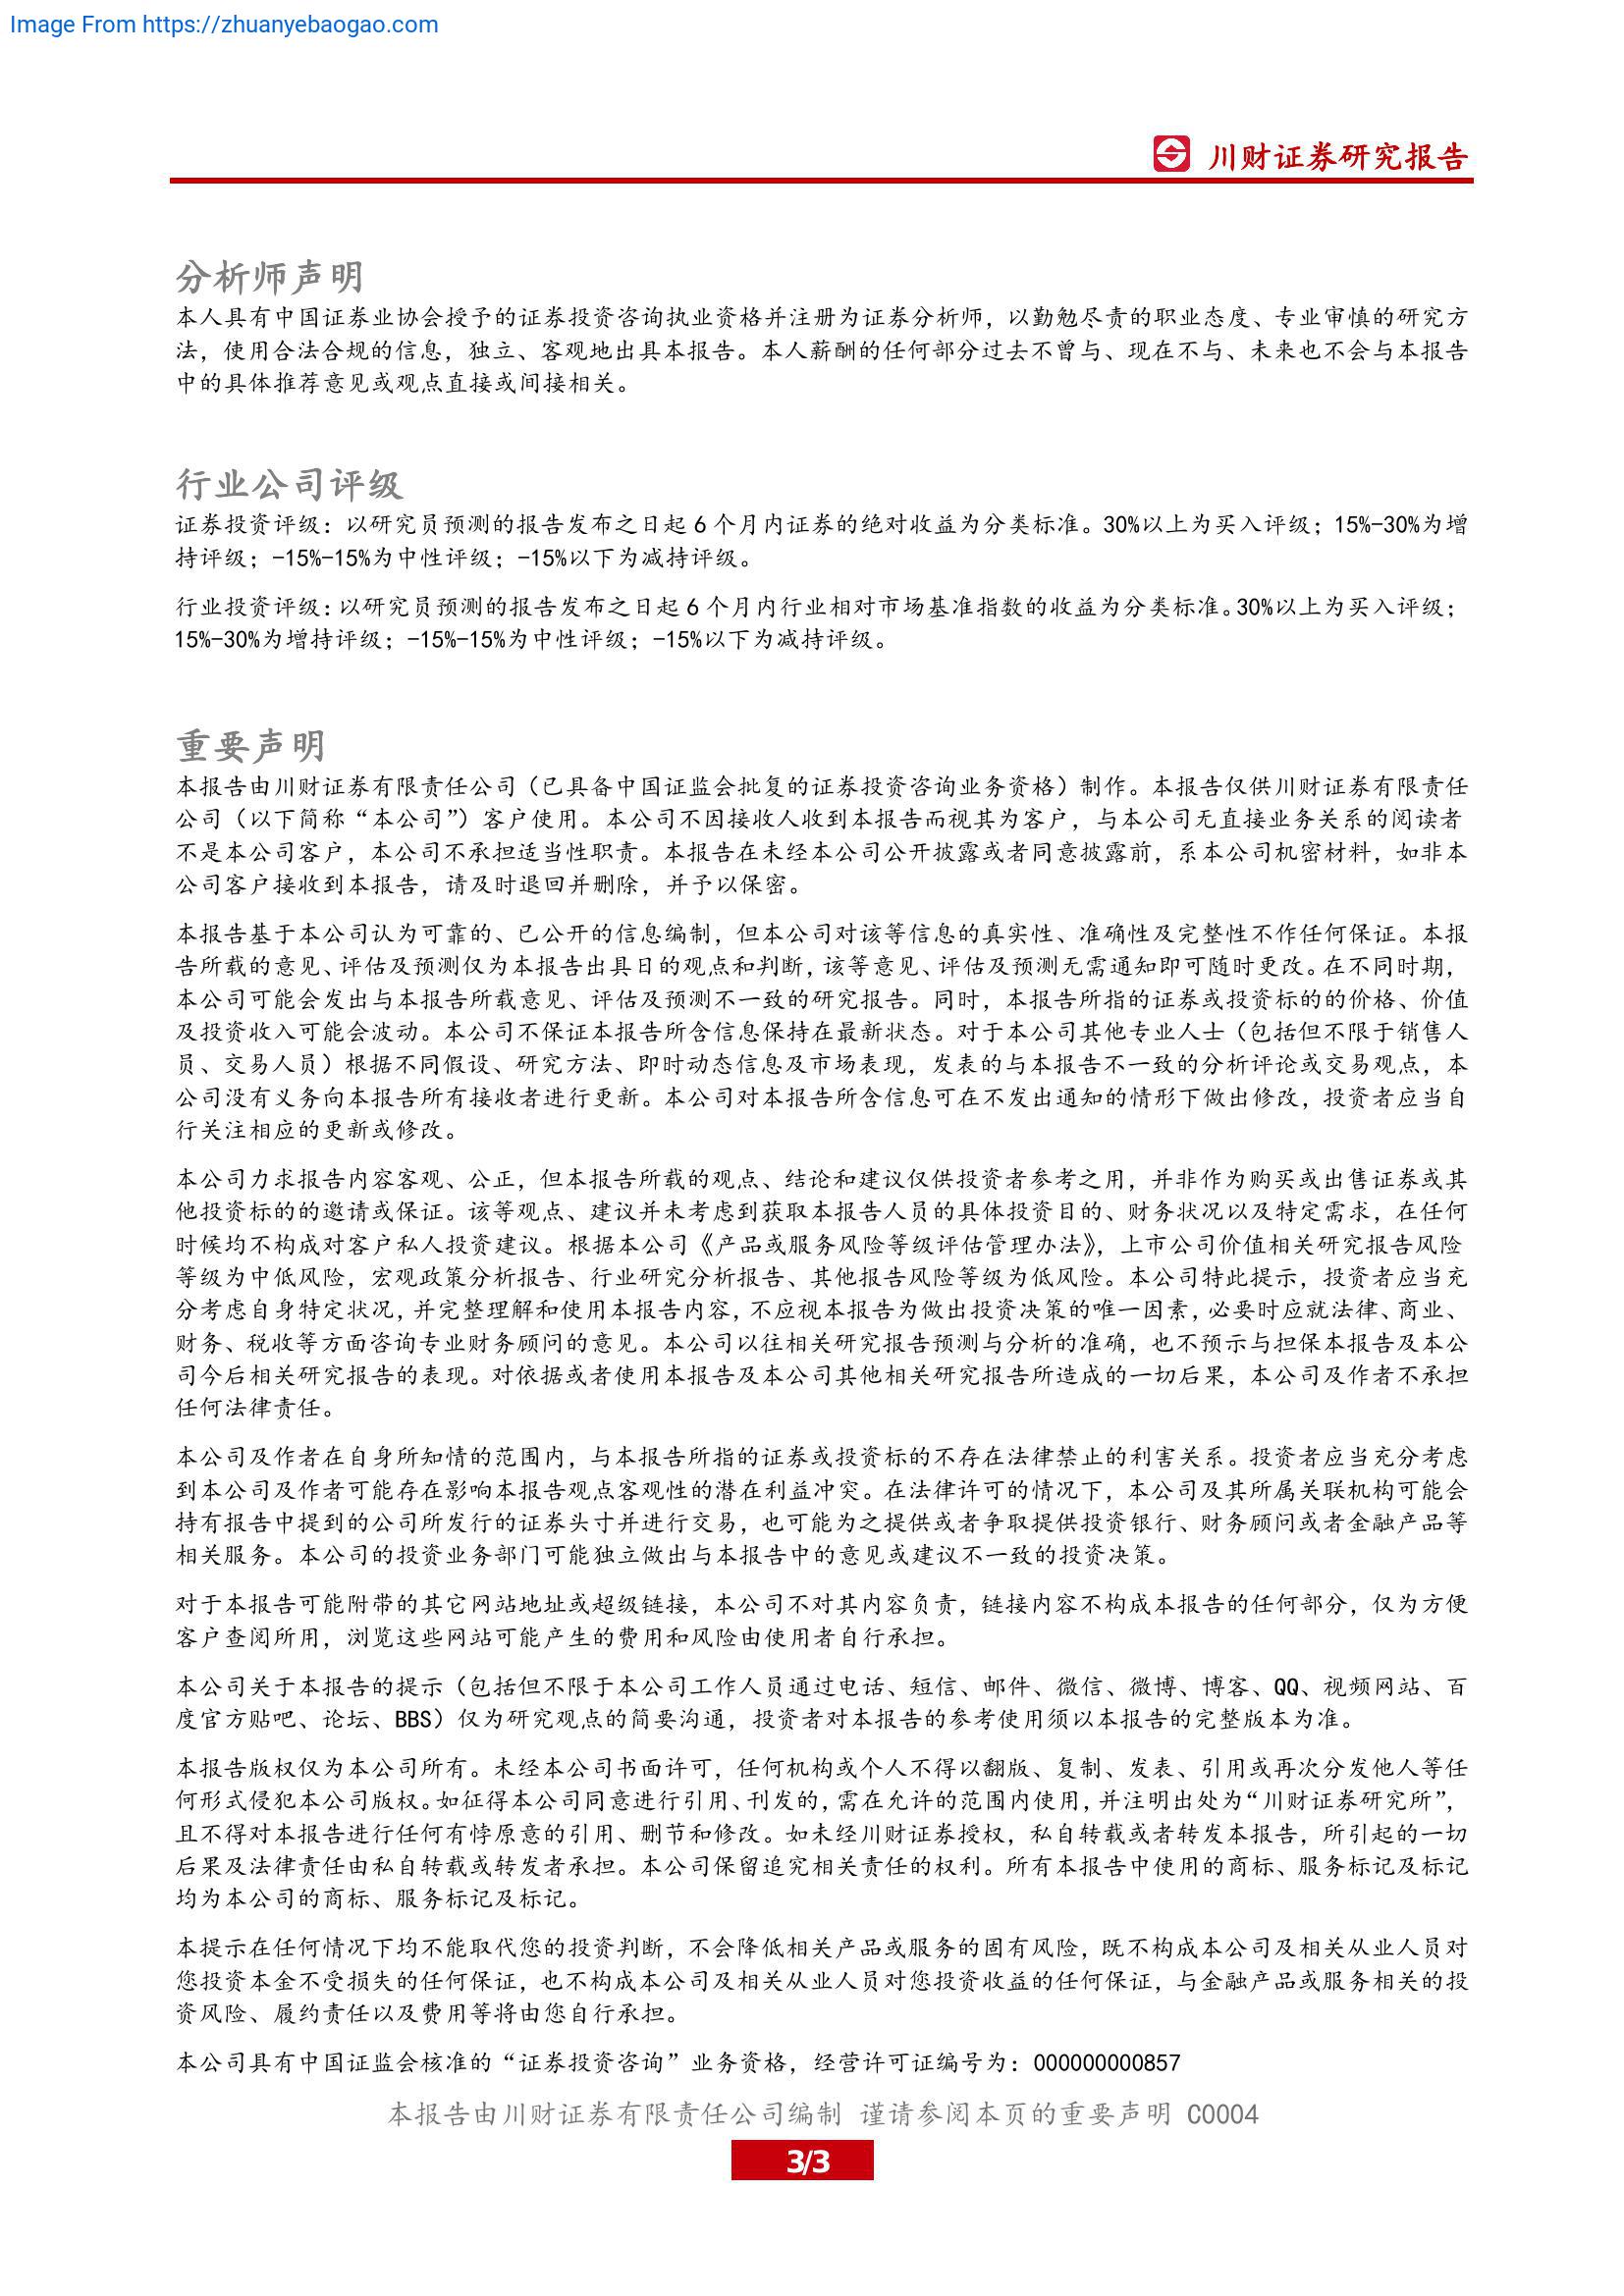 Image From https://zhuanyebaogao.com
川财证券研究报告
分析师声明
本人具有中国证券业协会授予的证券投资咨询执业资格并注册为证券分析师，以勤勉尽责的职业态度、专业审慎的研究方
法，使用合法合规的信息，独立、客观地出具本报告。本人薪酬的任何部分过去不曾与、现在不与、未来也不会与本报告
中的具体推荐意见或观点直接或间接相关。
行业公司评级
证券投资评级：以研究员预测的报告发布之日起 6 个月内证券的绝对收益为分类标准。30%以上为买入评级；15%-30%为增
持评级；-15%-15%为中性评级；-15%以下为减持评级。
行业投资评级：以研究员预测的报告发布之日起 6 个月内行业相对市场基准指数的收益为分类标准。30%以上为买入评级；
15%-30%为增持评级；-15%-15%为中性评级；-15%以下为减持评级。
重要声明
本报告由川财证券有限责任公司（已具备中国证监会批复的证券投资咨询业务资格）制作。本报告仅供川财证券有限责任
公司（以下简称“本公司”）客户使用。本公司不因接收人收到本报告而视其为客户，与本公司无直接业务关系的阅读者
不是本公司客户，本公司不承担适当性职责。本报告在未经本公司公开披露或者同意披露前，系本公司机密材料，如非本
公司客户接收到本报告，请及时退回并删除，并予以保密。
本报告基于本公司认为可靠的、已公开的信息编制，但本公司对该等信息的真实性、准确性及完整性不作任何保证。本报
告所载的意见、评估及预测仅为本报告出具日的观点和判断，该等意见、评估及预测无需通知即可随时更改。在不同时期，
本公司可能会发出与本报告所载意见、评估及预测不一致的研究报告。同时，本报告所指的证券或投资标的的价格、价值
及投资收入可能会波动。本公司不保证本报告所含信息保持在最新状态。对于本公司其他专业人士（包括但不限于销售人
员、交易人员）根据不同假设、研究方法、即时动态信息及市场表现，发表的与本报告不一致的分析评论或交易观点，本
公司没有义务向本报告所有接收者进行更新。本公司对本报告所含信息可在不发出通知的情形下做出修改，投资者应当自
行关注相应的更新或修改。
本公司力求报告内容客观、公正，但本报告所载的观点、结论和建议仅供投资者参考之用，并非作为购买或出售证券或其
他投资标的的邀请或保证。该等观点、建议并未考虑到获取本报告人员的具体投资目的、财务状况以及特定需求，在任何
时候均不构成对客户私人投资建议。根据本公司《产品或服务风险等级评估管理办法》，上市公司价值相关研究报告风险
等级为中低风险，宏观政策分析报告、行业研究分析报告、其他报告风险等级为低风险。本公司特此提示，投资者应当充
分考虑自身特定状况，并完整理解和使用本报告内容，不应视本报告为做出投资决策的唯一因素，必要时应就法律、商业、
财务、税收等方面咨询专业财务顾问的意见。本公司以往相关研究报告预测与分析的准确，也不预示与担保本报告及本公
司今后相关研究报告的表现。对依据或者使用本报告及本公司其他相关研究报告所造成的一切后果，本公司及作者不承担
任何法律责任。
本公司及作者在自身所知情的范围内，与本报告所指的证券或投资标的不存在法律禁止的利害关系。投资者应当充分考虑
到本公司及作者可能存在影响本报告观点客观性的潜在利益冲突。在法律许可的情况下，本公司及其所属关联机构可能会
持有报告中提到的公司所发行的证券头寸并进行交易，也可能为之提供或者争取提供投资银行、财务顾问或者金融产品等
相关服务。本公司的投资业务部门可能独立做出与本报告中的意见或建议不一致的投资决策。
对于本报告可能附带的其它网站地址或超级链接，本公司不对其内容负责，链接内容不构成本报告的任何部分，仅为方便
客户查阅所用，浏览这些网站可能产生的费用和风险由使用者自行承担。
本公司关于本报告的提示（包括但不限于本公司工作人员通过电话、短信、邮件、微信、微博、博客、QQ、视频网站、百
度官方贴吧、论坛、BBS）仅为研究观点的简要沟通，投资者对本报告的参考使用须以本报告的完整版本为准。
本报告版权仅为本公司所有。未经本公司书面许可，任何机构或个人不得以翻版、复制、发表、引用或再次分发他人等任
何形式侵犯本公司版权。如征得本公司同意进行引用、刊发的，需在允许的范围内使用，并注明出处为“川财证券研究所”，
且不得对本报告进行任何有悖原意的引用、删节和修改。如未经川财证券授权，私自转载或者转发本报告，所引起的一切
后果及法律责任由私自转载或转发者承担。本公司保留追究相关责任的权利。所有本报告中使用的商标、服务标记及标记
均为本公司的商标、服务标记及标记。
本提示在任何情况下均不能取代您的投资判断，不会降低相关产品或服务的固有风险，既不构成本公司及相关从业人员对
您投资本金不受损失的任何保证，也不构成本公司及相关从业人员对您投资收益的任何保证，与金融产品或服务相关的投
资风险、履约责任以及费用等将由您自行承担。
本公司具有中国证监会核准的“证券投资咨询”业务资格，经营许可证编号为：000000000857
本报告由川财证券有限责任公司编制 谨请参阅本页的重要声明 C0004
3/3